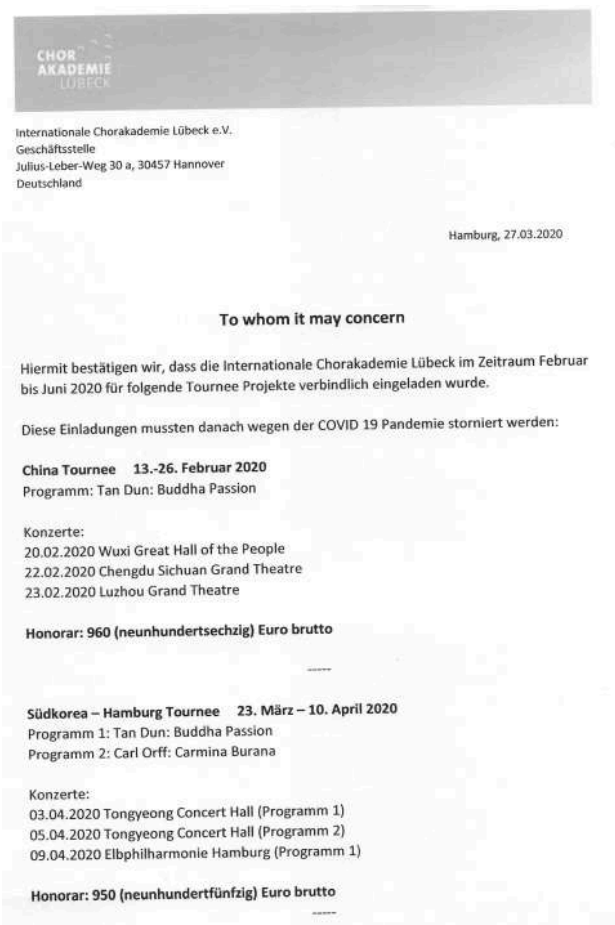 CHOR
AKADEMIE
LÜBECK
Internationale Chorakademie Lübeck e.V.
Geschäftsstelle
Julius-Leber-Weg 30 a, 30457 Hannover
Deutschland
Hamburg, 27.03.2020
To whom it may concern
Hiermit bestätigen wir, dass die Internationale Chorakademie Lübeck im Zeitraum Februar
bis Juni 2020 für folgende Tournee Projekte verbindlich eingeladen wurde.
Diese Einladungen mussten danach wegen der COVID 19 Pandemie storniert werden:
China Tournee 13.-26. Februar 2020
Programm: Tan Dun: Buddha Passion
Konzerte:
20.02.2020 Wuxi Great Hall of the People
22.02.2020 Chengdu Sichuan Grand Theatre
23.02.2020 Luzhou Grand Theatre
Honorar: 960 (neunhundertsechzig) Euro brutto
-----
Südkorea – Hamburg Tournee 23. März – 10. April 2020
Programm 1: Tan Dun: Buddha Passion
Programm 2: Carl Orff: Carmina Burana
Konzerte:
03.04.2020 Tongyeong Concert Hall (Programm 1)
05.04.2020 Tongyeong Concert Hall (Programm 2)
09.04.2020 Elbphilharmonie Hamburg (Programm 1)
Honorar: 950 (neunhundertfünfzig) Euro brutto
-----